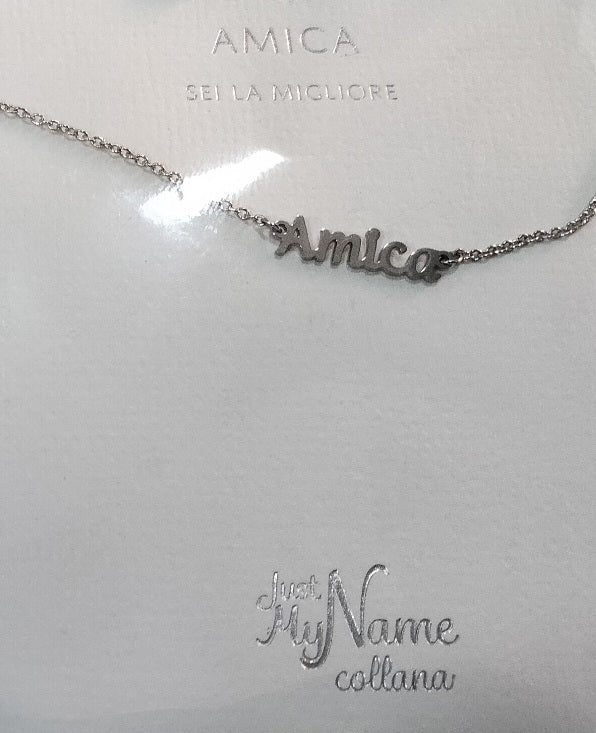 AMICA
SEI LA MIGLIORE
Amica
Just
My Name
collana